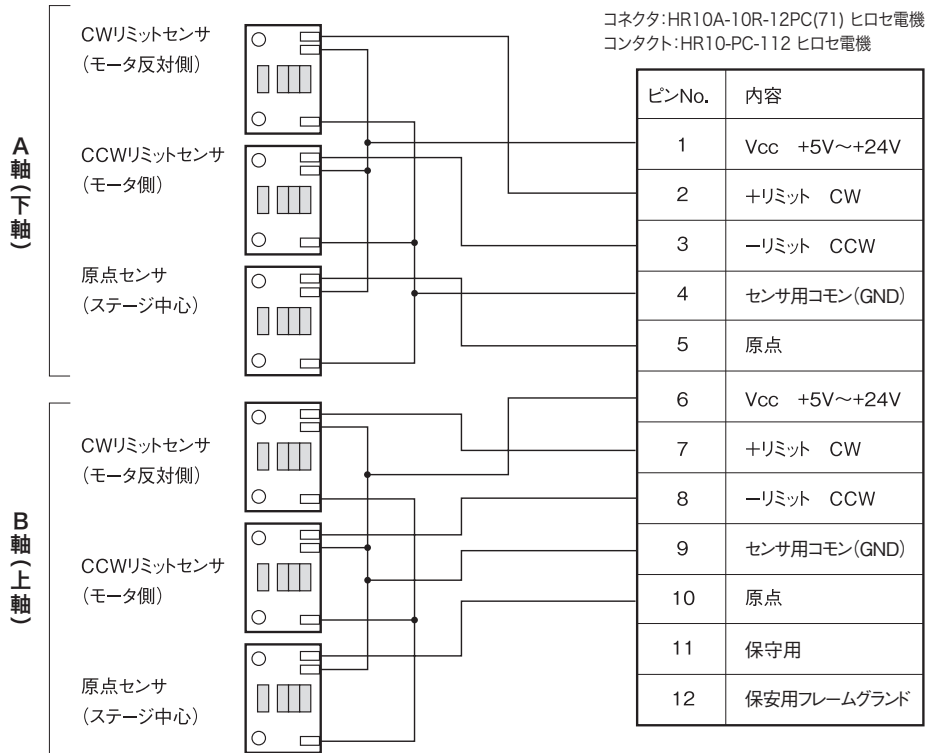 コネクタ:HR10A-10R-12PC(71) ヒロセ電機
コンタクト:HR10-PC-112 ヒロセ電機
A軸(下軸)
CWリミットセンサ
(モータ反対側)
CCWリミットセンサ
(モータ側)
原点センサ
(ステージ中心)
B軸(上軸)
CWリミットセンサ
(モータ反対側)
CCWリミットセンサ
(モータ側)
原点センサ
(ステージ中心)
ピンNo. 内容
1 Vcc +5V~+24V
2 +リミット CW
3 -リミット CCW
4 センサ用コモン(GND)
5 原点
6 Vcc +5V~+24V
7 +リミット CW
8 -リミット CCW
9 センサ用コモン(GND)
10 原点
11 保守用
12 保安用フレームグランド